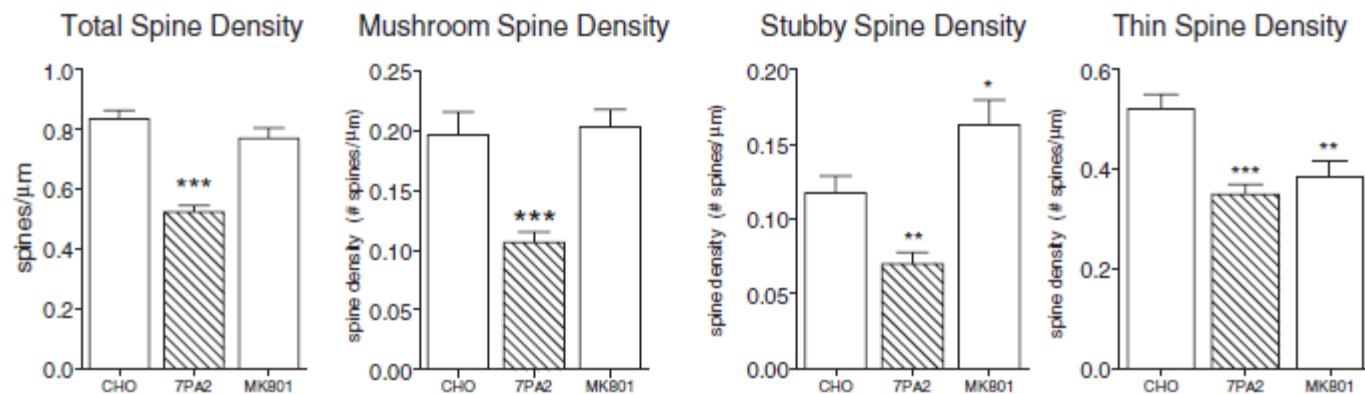 Total Spine Density
Mushroom Spine Density
Stubby Spine Density
Thin Spine Density
spines/μm
1.0
0.8
0.6
0.4
0.2
0.0
***
CHO
7PA2
MK801
spine density (# spines/μm)
0.25
0.20
0.15
0.10
0.05
0.00
***
CHO
7PA2
MK801
spine density (# spines/μm)
0.20
0.15
0.10
0.05
0.00
**
*
CHO
7PA2
MK801
spine density (# spines/μm)
0.6
0.4
0.2
0.0
***
**
CHO
7PA2
MK801